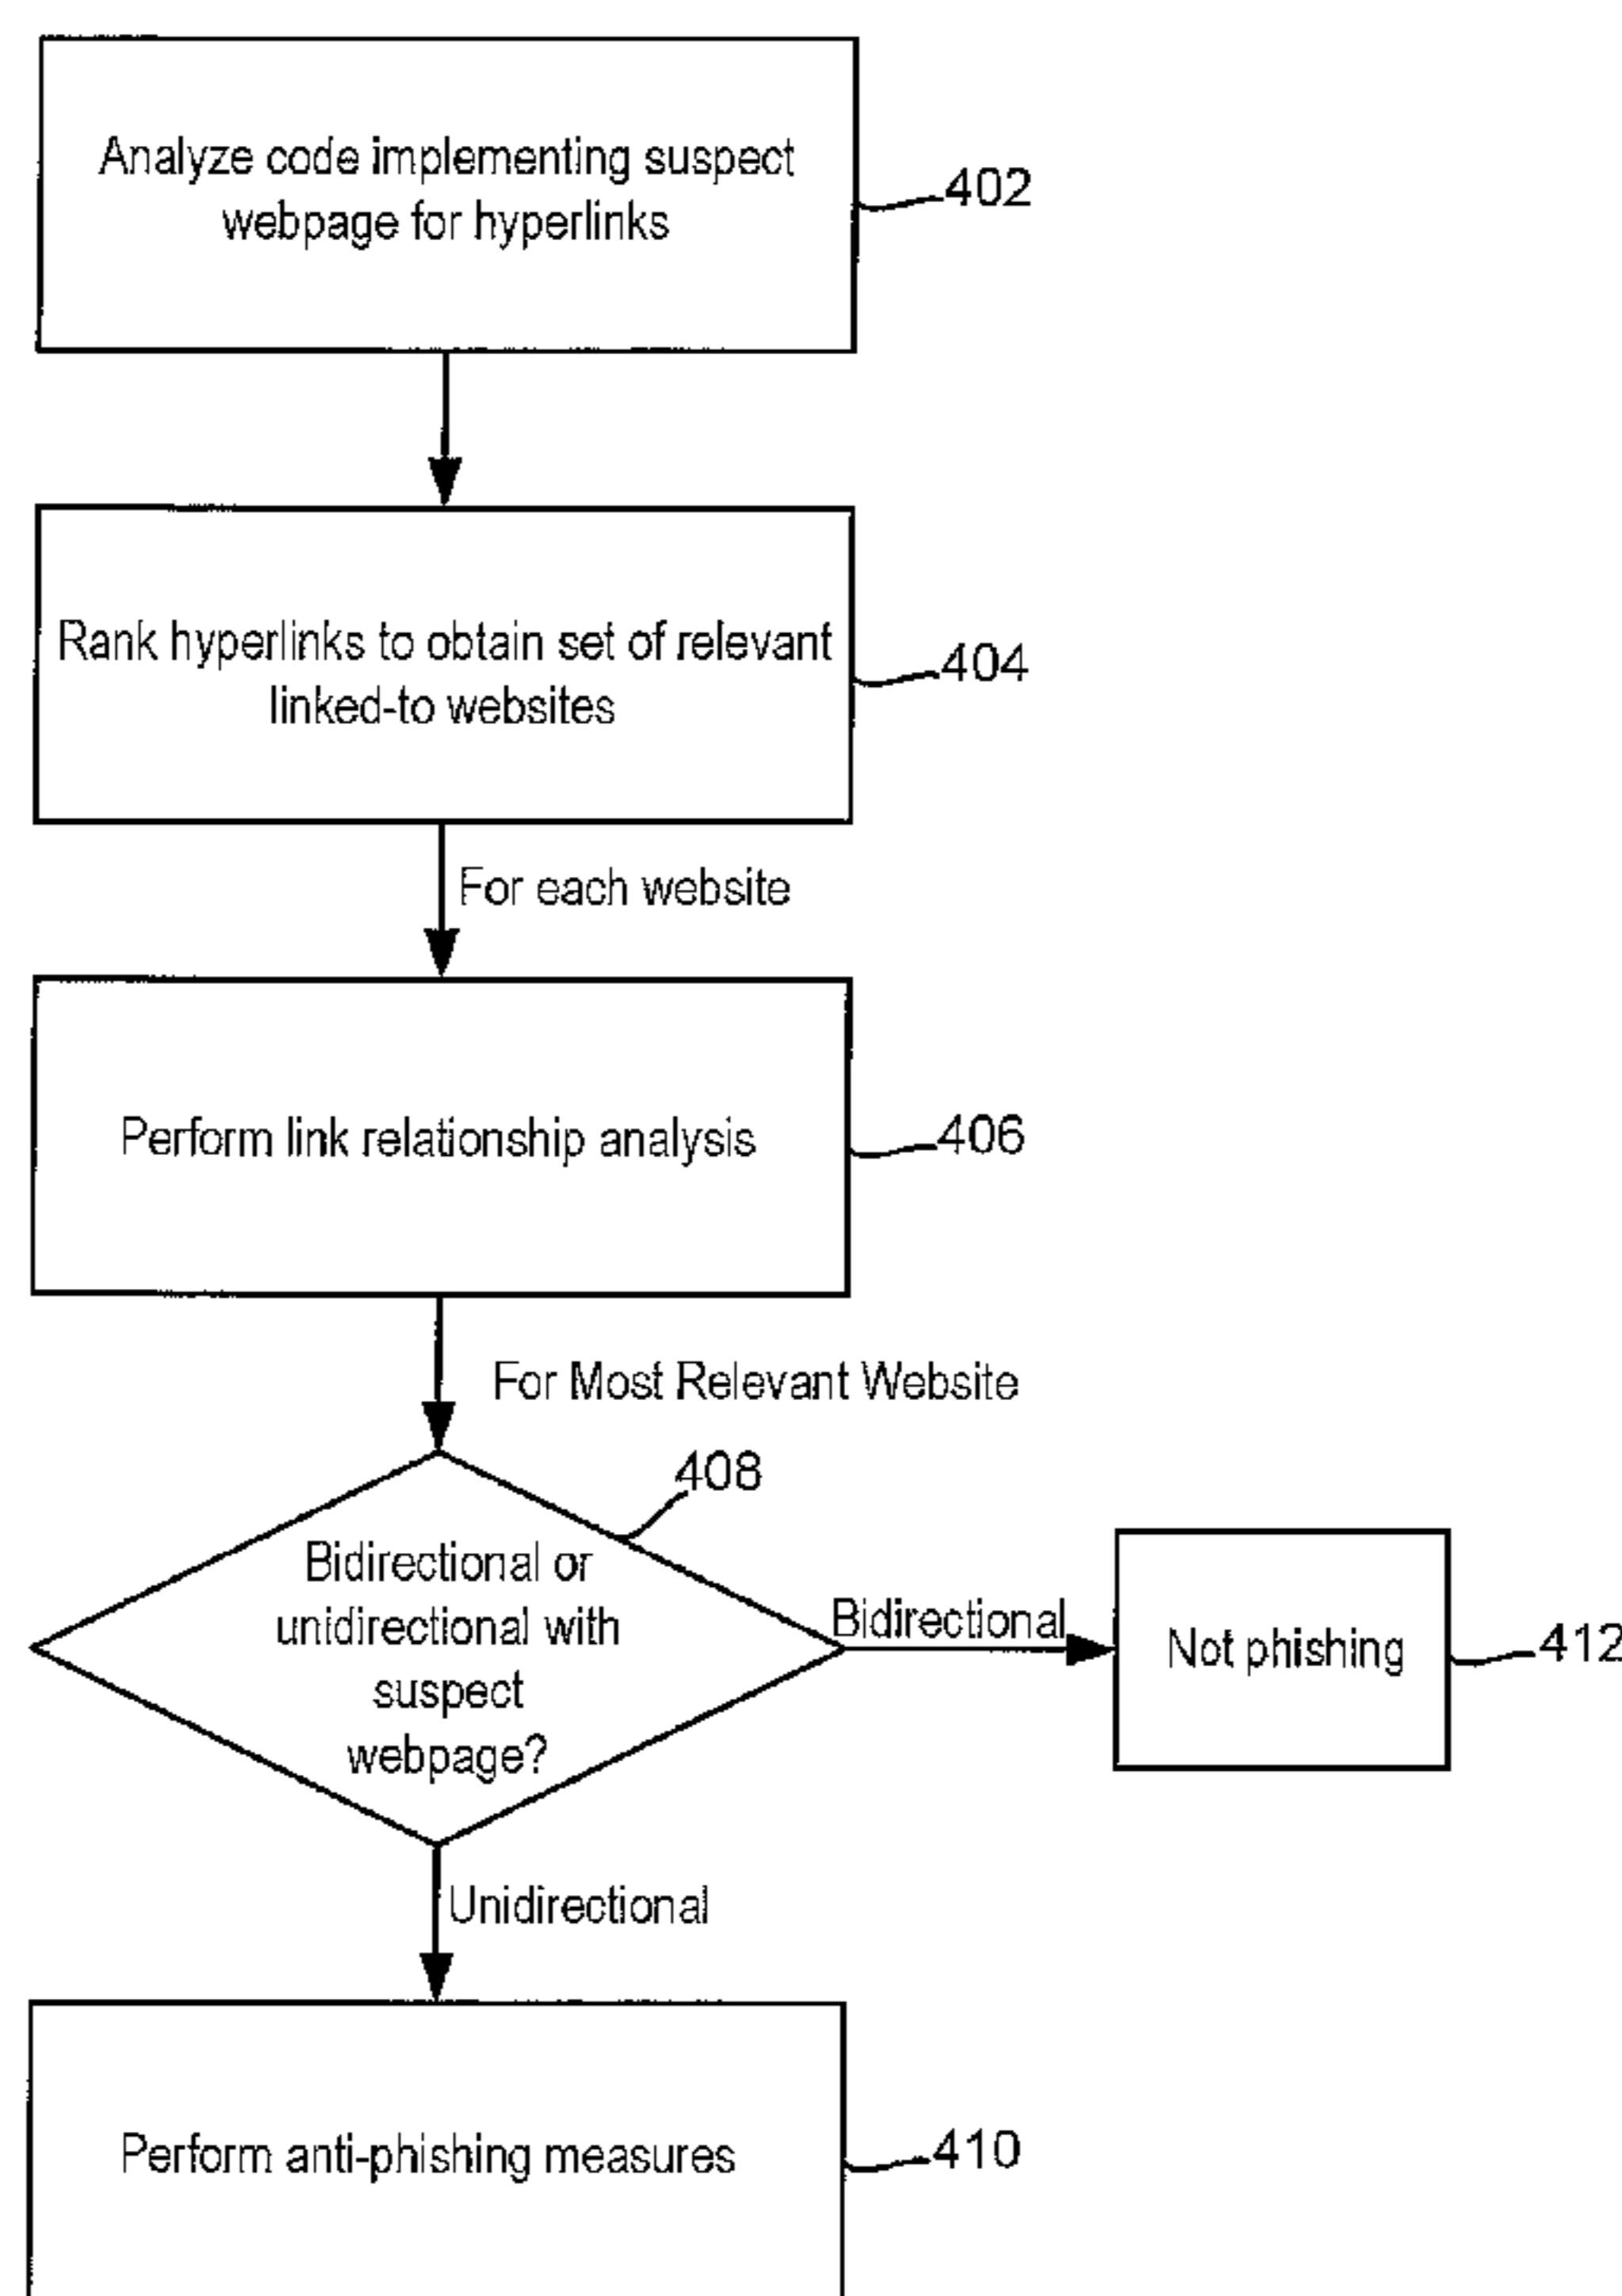 Analyze code implementing suspect
webpage for hyperlinks
402
Rank hyperlinks to obtain set of relevant
linked-to websites
404
For each website
Perform link relationship analysis
406
For Most Relevant Website
408
Bidirectional or
unidirectional with
suspect
webpage?
Bidirectional
Not phishing
412
Unidirectional
Perform anti-phishing measures
410